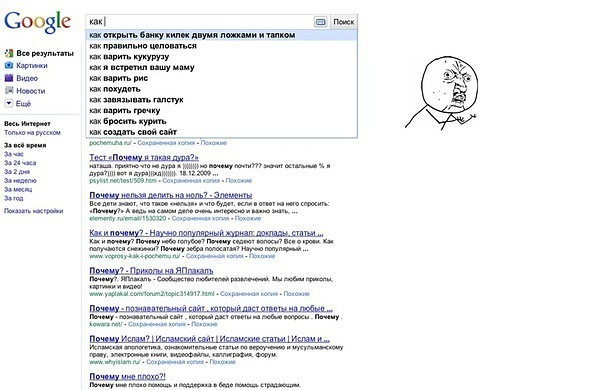 Google
как
Поиск
как открыть банку килек двумя ложками и тапком
как правильно целоваться
как варить кукурузу
как я встретил вашу маму
как варить рис
как похудеть
как завязывать галстук
как варить гречку
как бросить курить
как создать свой сайт
Все результаты
Картинки
Видео
Новости
Ещё
Весь Интернет
Только на русском
За всё время
За час
За 24 часа
За 2 дня
За неделю
За месяц
За год
Показать настройки
pochemuha.ru/ - Сохраненная копия - Похожие
Тест «Почему я такая дура?»
наташа. приятно что не дура я ))))))))) но почему почти??? значит остальные % я
дура?)))) вот я дура)))хд))))))). 18.12.2009 ...
psylist.net/test/509.htm - Сохраненная копия - Похожие
Почему нельзя делить на ноль? - Элементы
Все дети знают, что такое «нельзя» и что будет, если в ответ на него спросить:
«Почему?» А ведь на самом деле очень интересно и важно знать, ...
elementy.ru/email/1530320 - Сохраненная копия - Похожие
Как и почему? - Научно популярный журнал: доклады, статьи ...
Как и почему? Почему небо голубое? Почему седеют волосы? Все о крови. Как
получаются снежинки? Почему зебра полосатая? Научно популярный ...
www.voprosy-kak-i-pochemu.ru/ - Сохраненная копия - Похожие
Почему? - Приколы на ЯПлакалъ
Почему?. ЯПлакалъ - Сообщество любителей развлечений. Мы любим приколы,
картинки и видео!
www.yaplakal.com/forum2/topic314917.html - Сохраненная копия - Похожие
Почему - познавательный сайт , который даст ответы на любые ...
Почему - познавательный сайт , который даст ответы на любые вопросы . Почему .
kowara.net/ - Сохраненная копия - Похожие
Почему Ислам? | Исламский сайт | Исламские статьи | Ислам и ...
Исламская апологетика, ознакомительные статьи по вероучению и мусульманскому
праву, электронные книги, видеофайлы, каллиграфия, форум.
www.whyislam.ru/ - Сохраненная копия - Похожие
Почему мне плохо?!
Почему мне плохо помощь и поддержка в беде помощь страдающим.